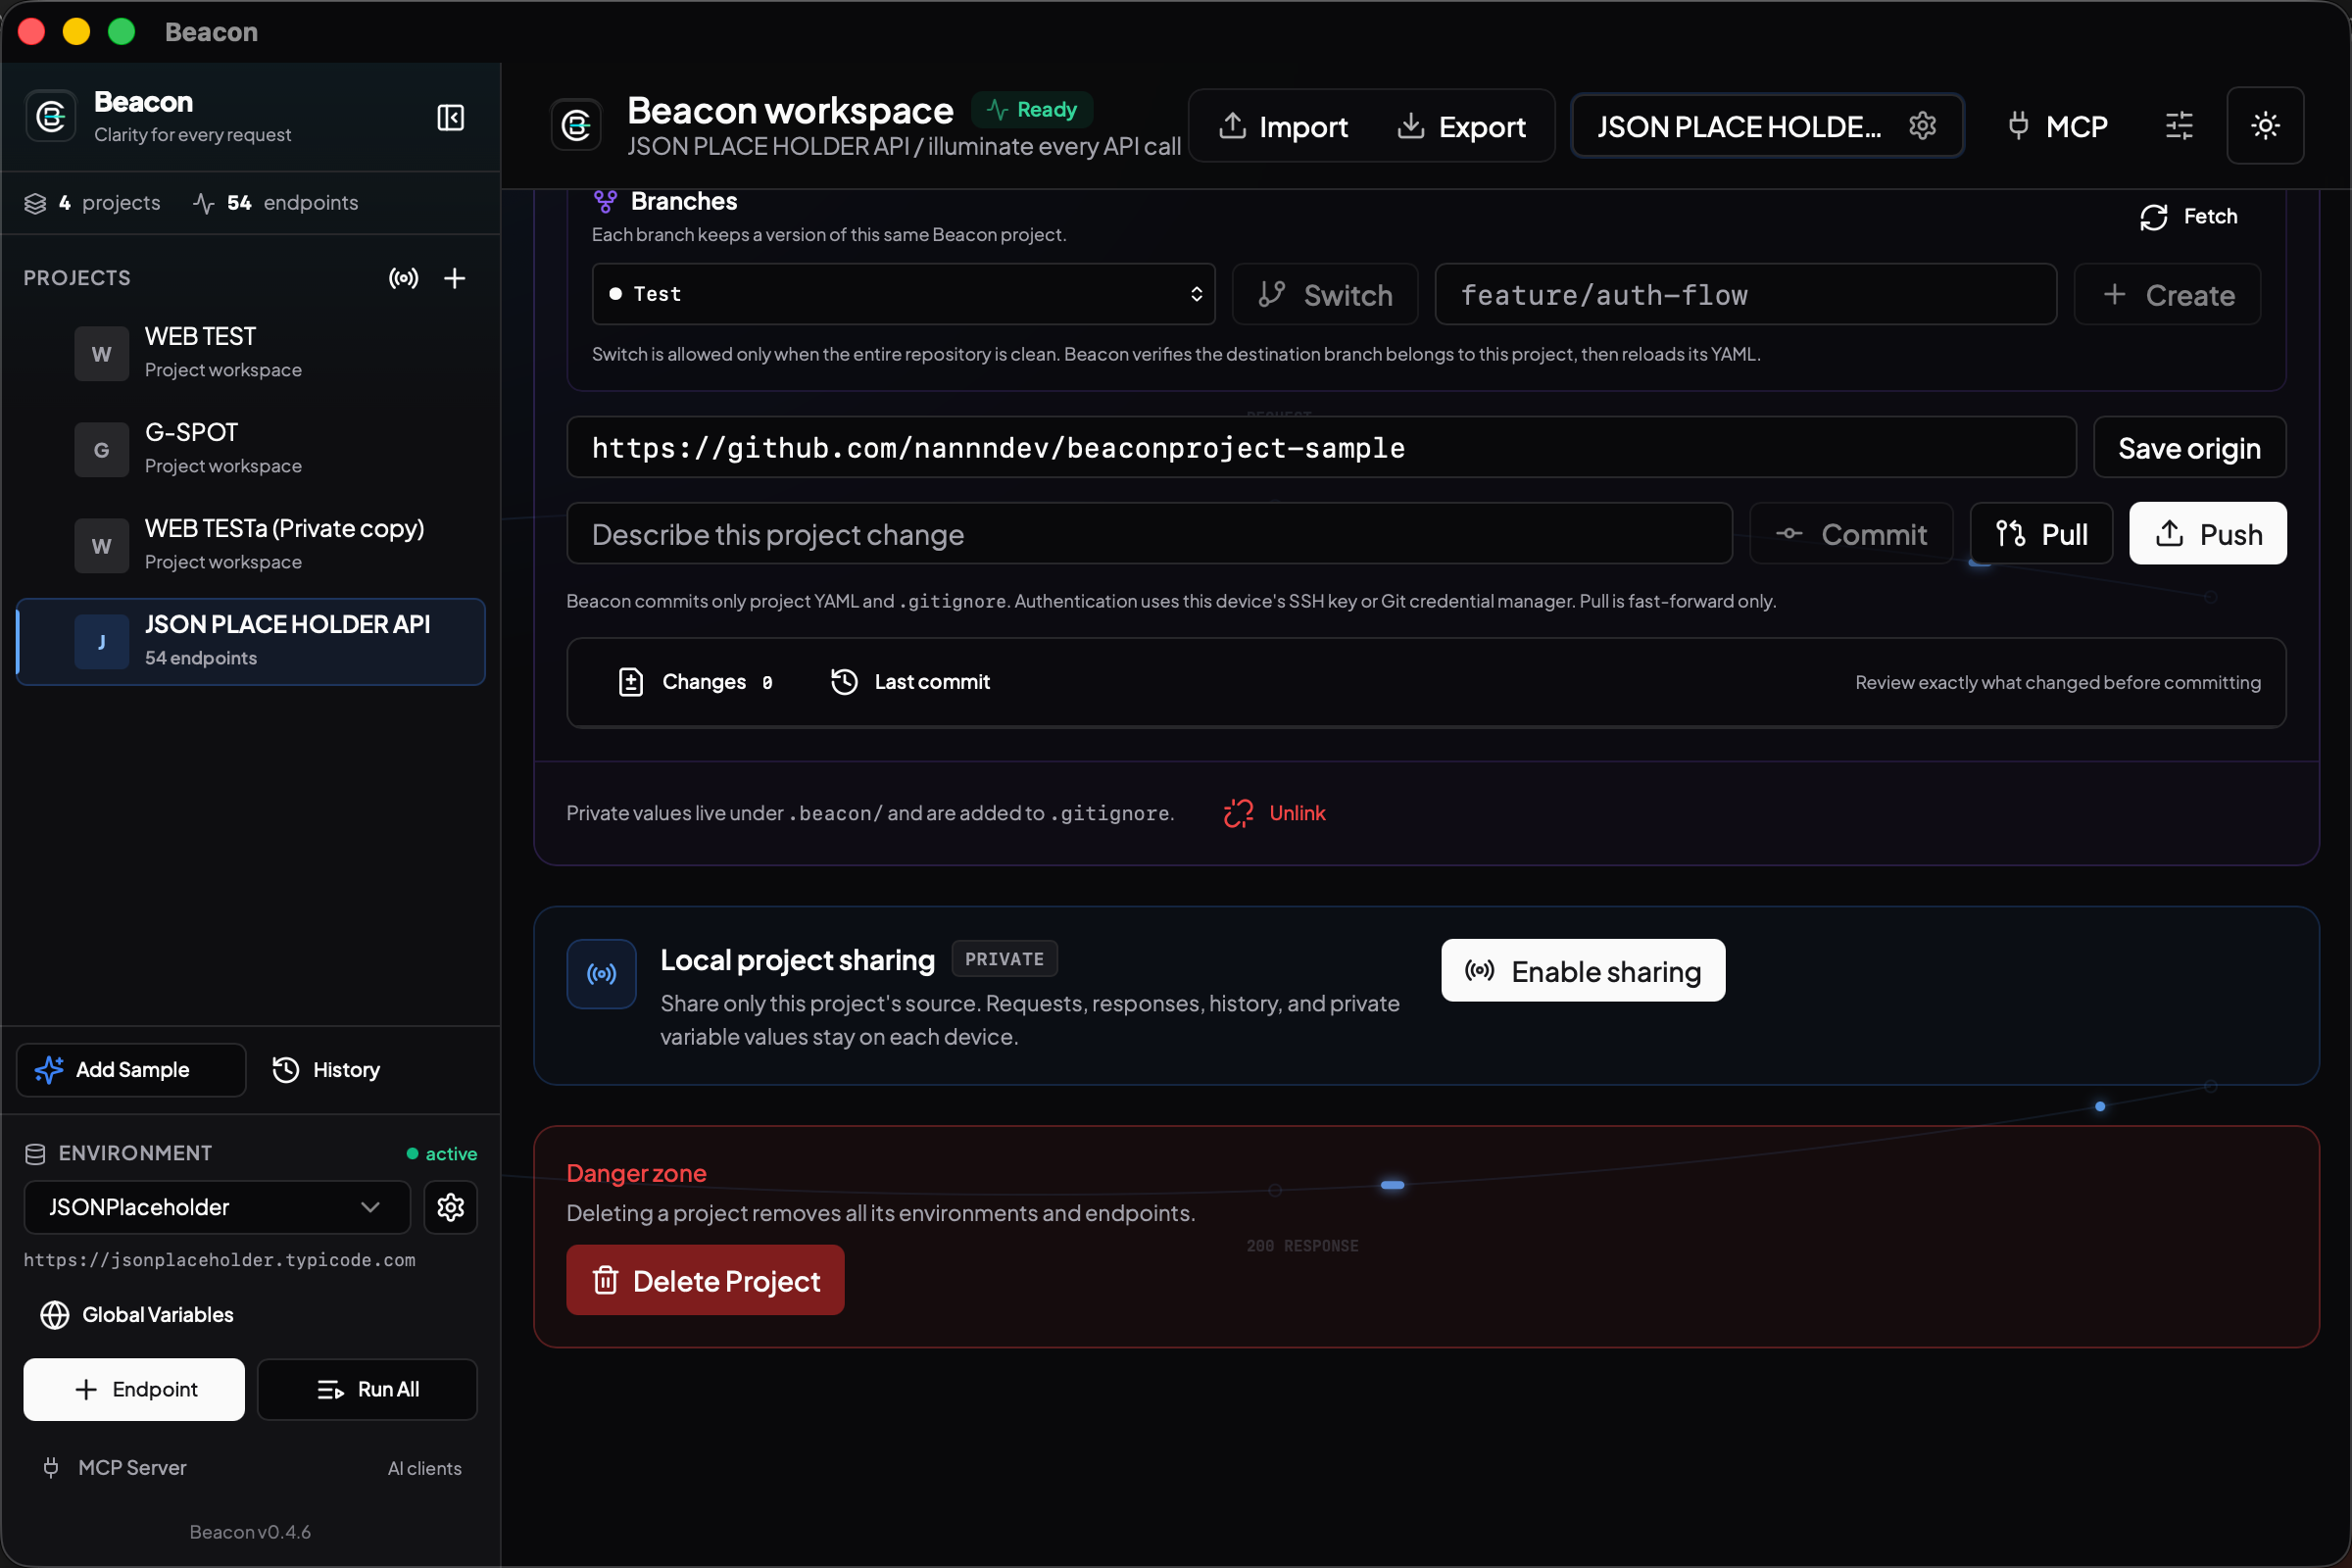 Beacon
Beacon
Clarity for every request
4 projects 54 endpoints
PROJECTS
W
WEB TEST
Project workspace
G
G-SPOT
Project workspace
W
WEB TESTa (Private copy)
Project workspace
J
JSON PLACE HOLDER API
54 endpoints
Add Sample History
ENVIRONMENT active
JSONPlaceholder
https://jsonplaceholder.typicode.com
Global Variables
Endpoint Run All
MCP Server AI clients
Beacon v0.4.6
Beacon workspace Ready
JSON PLACE HOLDER API / illuminate every API call
Import Export JSON PLACE HOLDE... MCP
Branches
Each branch keeps a version of this same Beacon project.
Fetch
Test Switch feature/auth-flow Create
Switch is allowed only when the entire repository is clean. Beacon verifies the destination branch belongs to this project, then reloads its YAML.
REQUEST
https://github.com/nannndev/beaconproject-sample Save origin
Describe this project change Commit Pull Push
Beacon commits only project YAML and .gitignore. Authentication uses this device's SSH key or Git credential manager. Pull is fast-forward only.
Changes 0 Last commit Review exactly what changed before committing
Private values live under .beacon/ and are added to .gitignore. Unlink
Local project sharing PRIVATE
Share only this project's source. Requests, responses, history, and private
variable values stay on each device.
Enable sharing
Danger zone
Deleting a project removes all its environments and endpoints.
200 RESPONSE
Delete Project